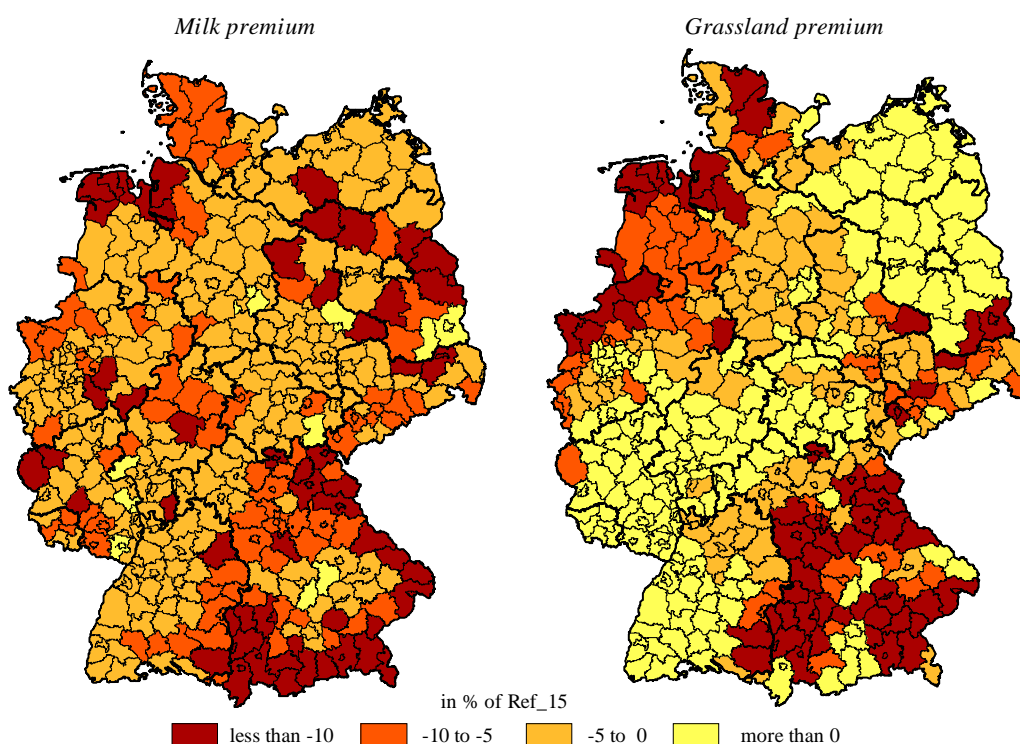 Milk premium
Grassland premium
in % of Ref_15
less than -10
-10 to -5
-5 to 0
more than 0